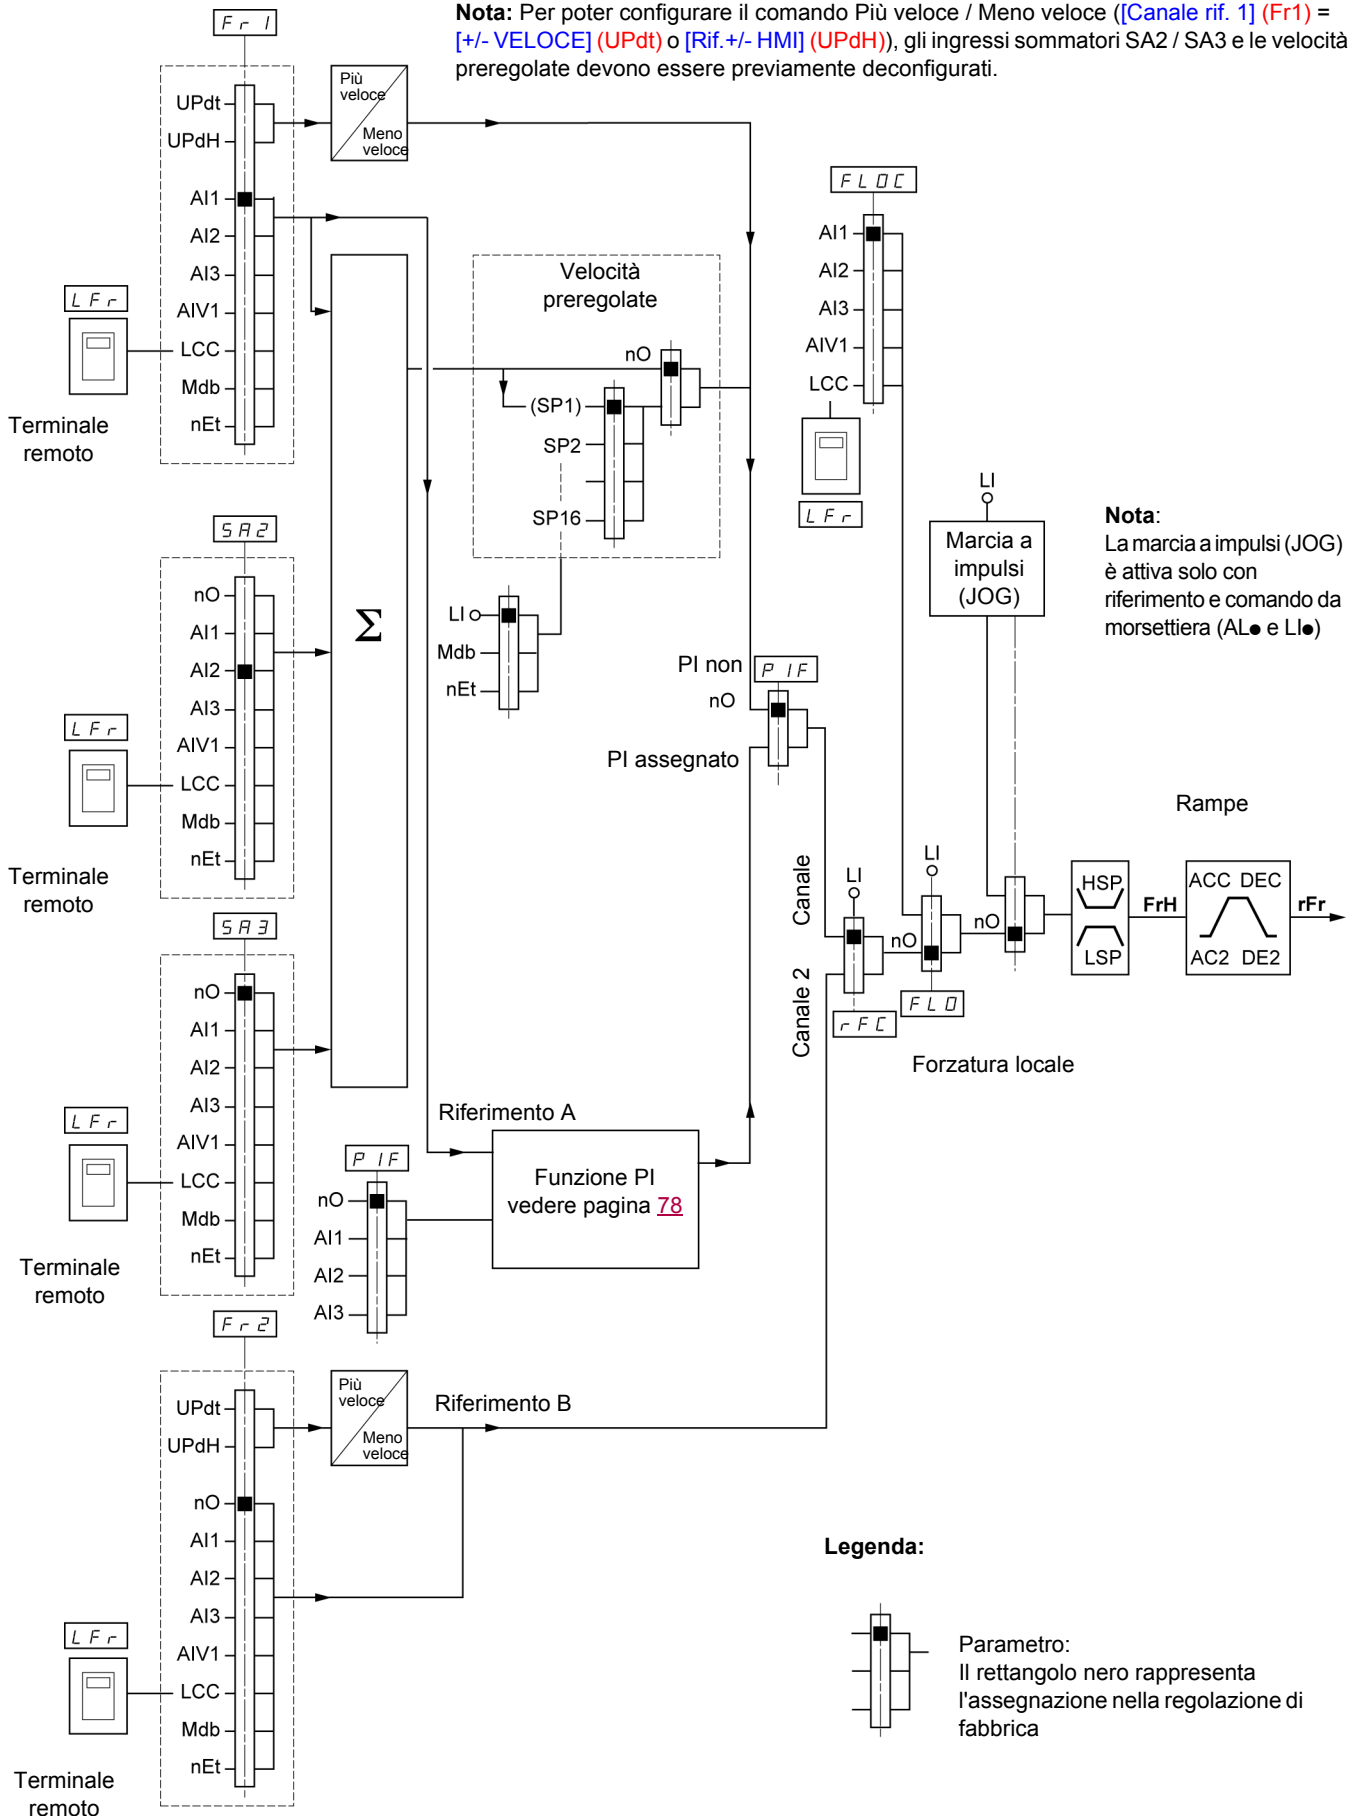 Nota: Per poter configurare il comando Più veloce / Meno veloce ([Canale rif. 1] (Fr1) =
[+/- VELOCE] (UPdt) o [Rif.+/- HMI] (UPdH)), gli ingressi sommatori SA2 / SA3 e le velocità
preregolate devono essere previamente deconfigurati.
Fr1
UPdt
UPdH
AI1
AI2
AI3
AIV1
LCC
Mdb
nEt
LFr
Terminale
remoto
Più
veloce
Meno
veloce
SA2
nO
AI1
AI2
AI3
AIV1
LCC
Mdb
nEt
LFr
Terminale
remoto
SA3
nO
AI1
AI2
AI3
AIV1
LCC
Mdb
nEt
LFr
Terminale
remoto
Σ
Velocità
preregolate
nO
(SP1)
SP2
SP16
LI
Mdb
nEt
FLOC
AI1
AI2
AI3
AIV1
LCC
LFr
LI
Marcia a
impulsi
(JOG)
Nota:
La marcia a impulsi (JOG)
è attiva solo con
riferimento e comando da
morsettiera (AL● e LI●)
PI non
nO
PIF
PI assegnato
Canale
Canale 2
LI
rFC
nO
LI
FLO
nO
Forzatura locale
HSP
LSP
FrH
Rampe
ACC DEC
AC2 DE2
rFr
Riferimento A
PIF
nO
AI1
AI2
AI3
Funzione PI
vedere pagina 78
Fr2
UPdt
UPdH
nO
AI1
AI2
AI3
AIV1
LCC
Mdb
nEt
LFr
Terminale
remoto
Più
veloce
Meno
veloce
Riferimento B
Legenda:
Parametro:
Il rettangolo nero rappresenta
l'assegnazione nella regolazione di
fabbrica